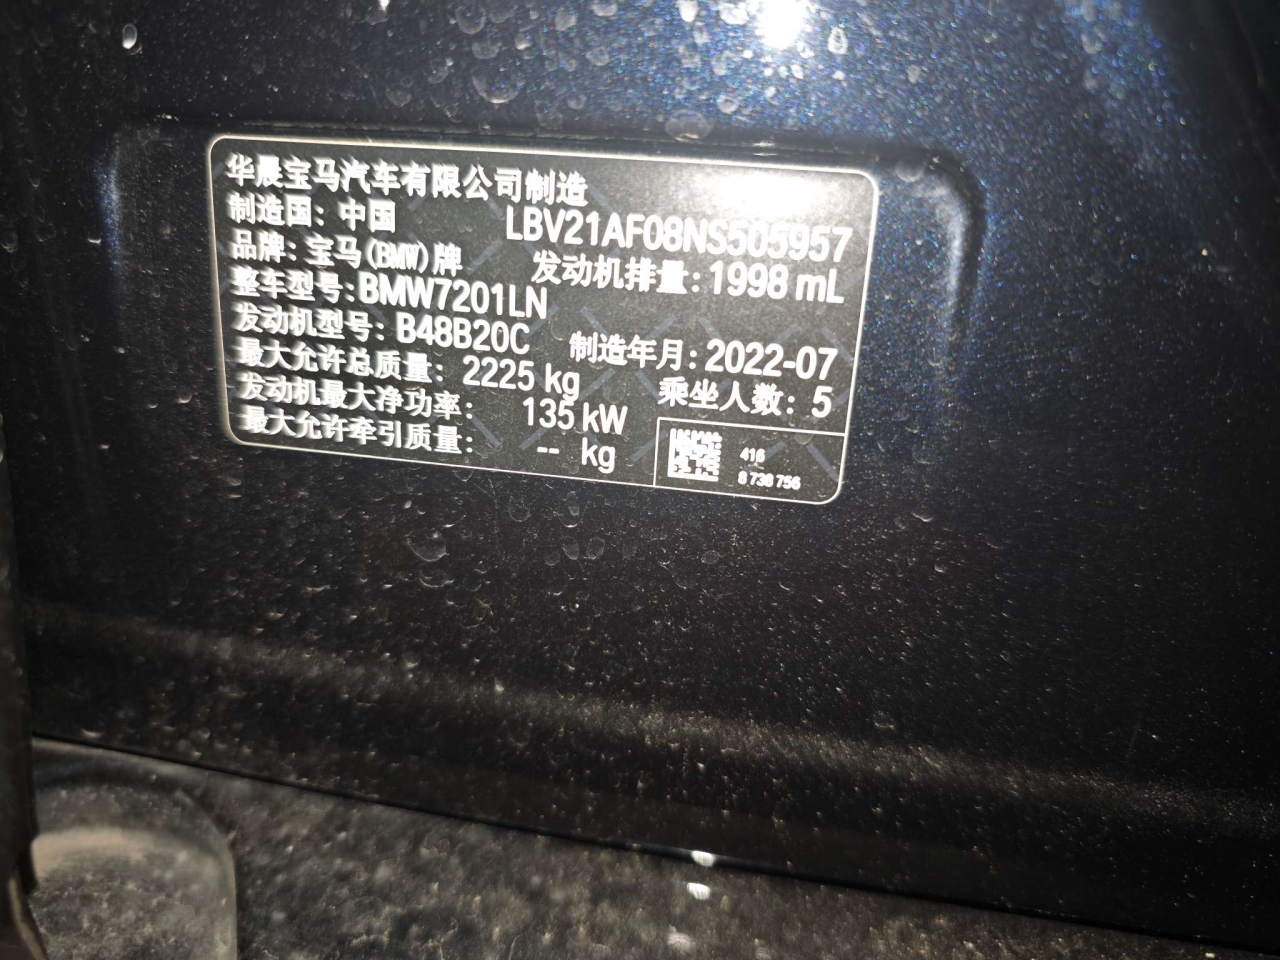 华晨宝马汽车有限公司制造
制造国：中国 LBV21AF08NS505957
品牌：宝马(BMW)牌 发动机排量：1998 mL
整车型号：BMW7201LN
发动机型号：B48B20C 制造年月：2022-07
最大允许总质量：2225 kg 乘坐人数：5
发动机最大净功率：135 kW
最大允许牵引质量：-- kg
416
8 738 756